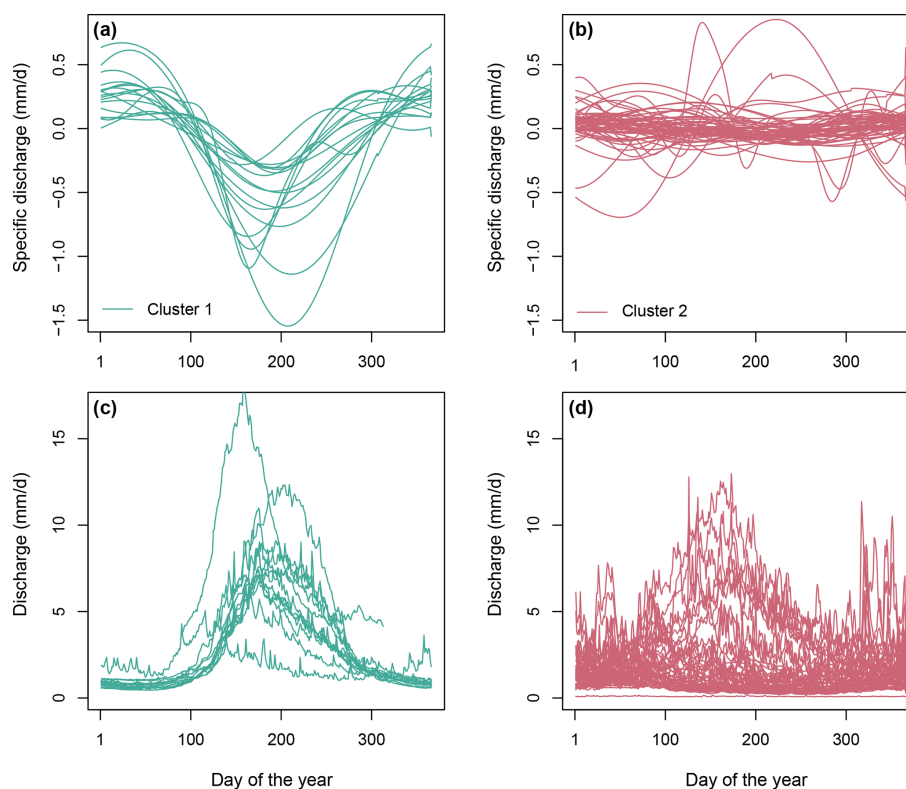 (a)
Specific discharge (mm/d)
0.5
0.0
−0.5
−1.0
−1.5
Cluster 1
1
100
200
300
(b)
Specific discharge (mm/d)
0.5
0.0
−0.5
−1.0
−1.5
Cluster 2
1
100
200
300
(c)
Discharge (mm/d)
15
10
5
0
1
100
200
300
Day of the year
(d)
Discharge (mm/d)
15
10
5
0
1
100
200
300
Day of the year